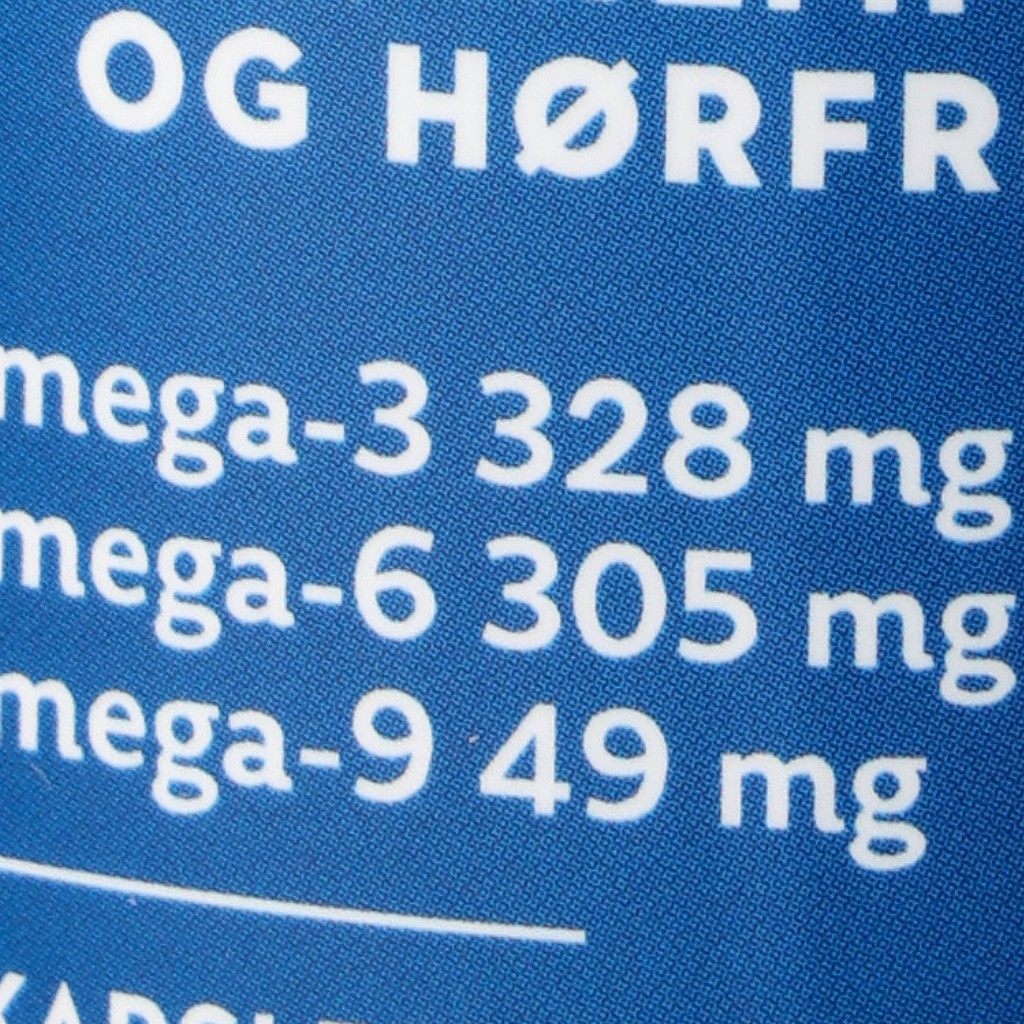 OG HØRFR
mega-3 328 mg
mega-6 305 mg
mega-9 49 mg